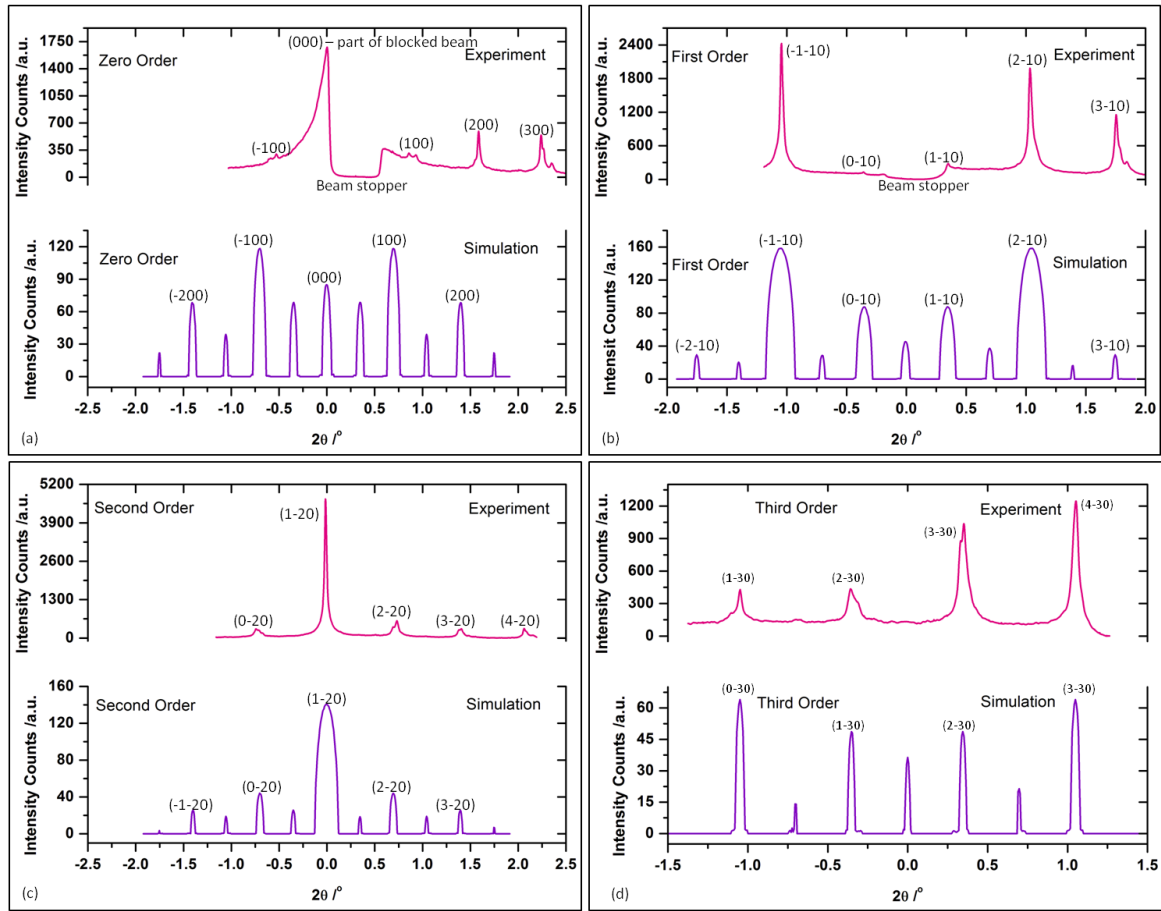 (000) – part of blocked beam
Zero Order
Experiment
(-100)
(100)
(200)
(300)
Beam stopper
Intensity Counts /a.u.
1750
1400
1050
700
350
0
Zero Order
Simulation
(-200)
(-100)
(000)
(100)
(200)
Intensity Counts /a.u.
120
90
60
30
0
-2.5 -2.0 -1.5 -1.0 -0.5 0.0 0.5 1.0 1.5 2.0 2.5
2θ /°
(a)
First Order
Experiment
(-1-10)
(0-10)
(1-10)
(2-10)
(3-10)
Beam stopper
Intensity Counts /a.u.
2400
1800
1200
600
0
First Order
Simulation
(-2-10)
(-1-10)
(0-10)
(1-10)
(2-10)
(3-10)
Intensit Counts /a.u.
160
120
80
40
0
-2.0 -1.5 -1.0 -0.5 0.0 0.5 1.0 1.5 2.0
2θ /°
(b)
Second Order
Experiment
(0-20)
(1-20)
(2-20)
(3-20)
(4-20)
Intensity Counts /a.u.
5200
3900
2600
1300
0
Second Order
Simulation
(-1-20)
(0-20)
(1-20)
(2-20)
(3-20)
Intensity Counts /a.u.
160
120
80
40
0
-2.5 -2.0 -1.5 -1.0 -0.5 0.0 0.5 1.0 1.5 2.0 2.5
2θ /°
(c)
Third Order
Experiment
(1-30)
(2-30)
(3-30)
(4-30)
Intensity Counts /a.u.
1200
900
600
300
0
Third Order
Simulation
(0-30)
(1-30)
(2-30)
(3-30)
Intensity Counts /a.u.
60
45
30
15
0
-1.5 -1.0 -0.5 0.0 0.5 1.0 1.5
2θ /°
(d)